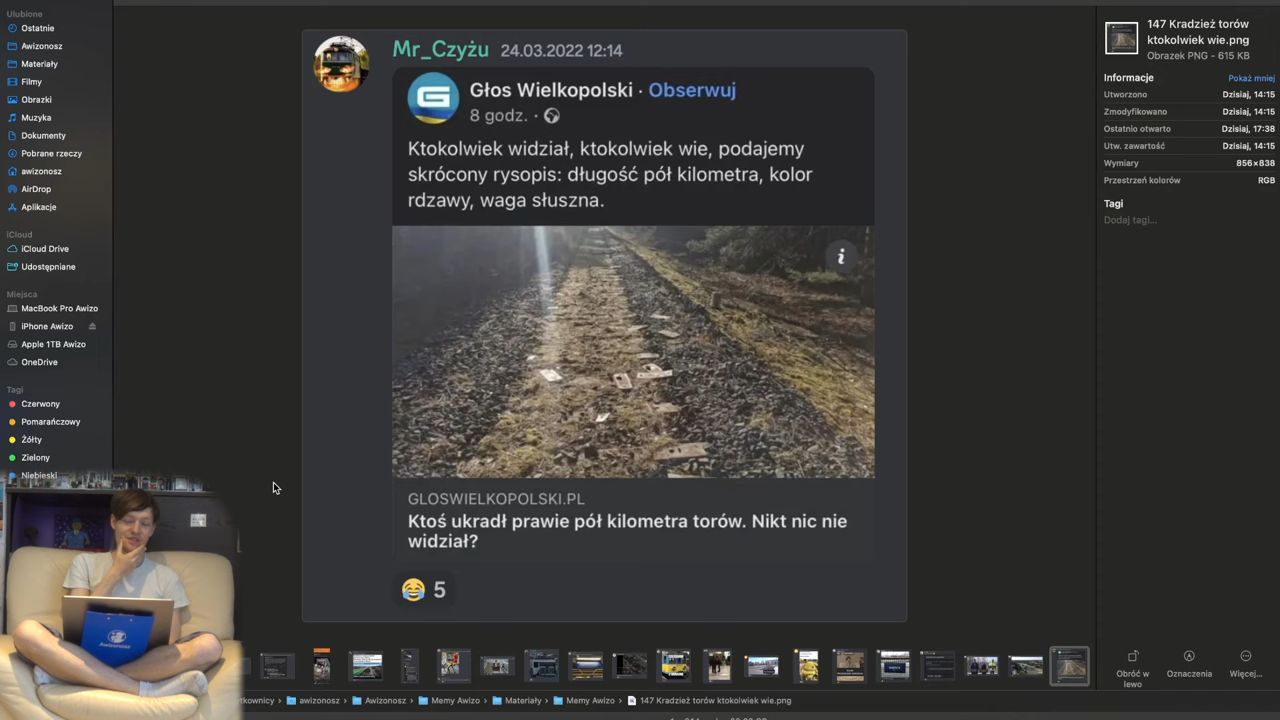 Ulubione
Ostatnie
Awizonosz
Materiały
Filmy
Obrazki
Muzyka
Dokumenty
Pobrane rzeczy
awizonosz
AirDrop
Aplikacje
iCloud
iCloud Drive
Udostępniane
Miejsca
MacBook Pro Awizo
iPhone Awizo
Apple 1TB Awizo
OneDrive
Tagi
Czerwony
Pomarańczowy
Żółty
Zielony
Niebieski
Mr_Czyżu 24.03.2022 12:14
Głos Wielkopolski · Obserwuj
8 godz. ·
Ktokolwiek widział, ktokolwiek wie, podajemy
skrócony rysopis: długość pół kilometra, kolor
rdzawy, waga słuszna.
GLOSWIELKOPOLSKI.PL
Ktoś ukradł prawie pół kilometra torów. Nikt nic nie
widział?
😂 5
147 Kradzież torów
ktokolwiek wie.png
Obrazek PNG - 615 KB
Informacje Pokaż mniej
Utworzono Dzisiaj, 14:15
Zmodyfikowano Dzisiaj, 14:15
Ostatnio otwarto Dzisiaj, 17:38
Utw. zawartość Dzisiaj, 14:15
Wymiary 856×838
Przestrzeń kolorów RGB
Tagi
Dodaj tagi...
Obróć w
lewo
Oznaczenia
Więcej...
Awizonosz
awizonosz › Awizonosz › Memy Awizo › Materiały › Memy Awizo › 147 Kradzież torów ktokolwiek wie.png